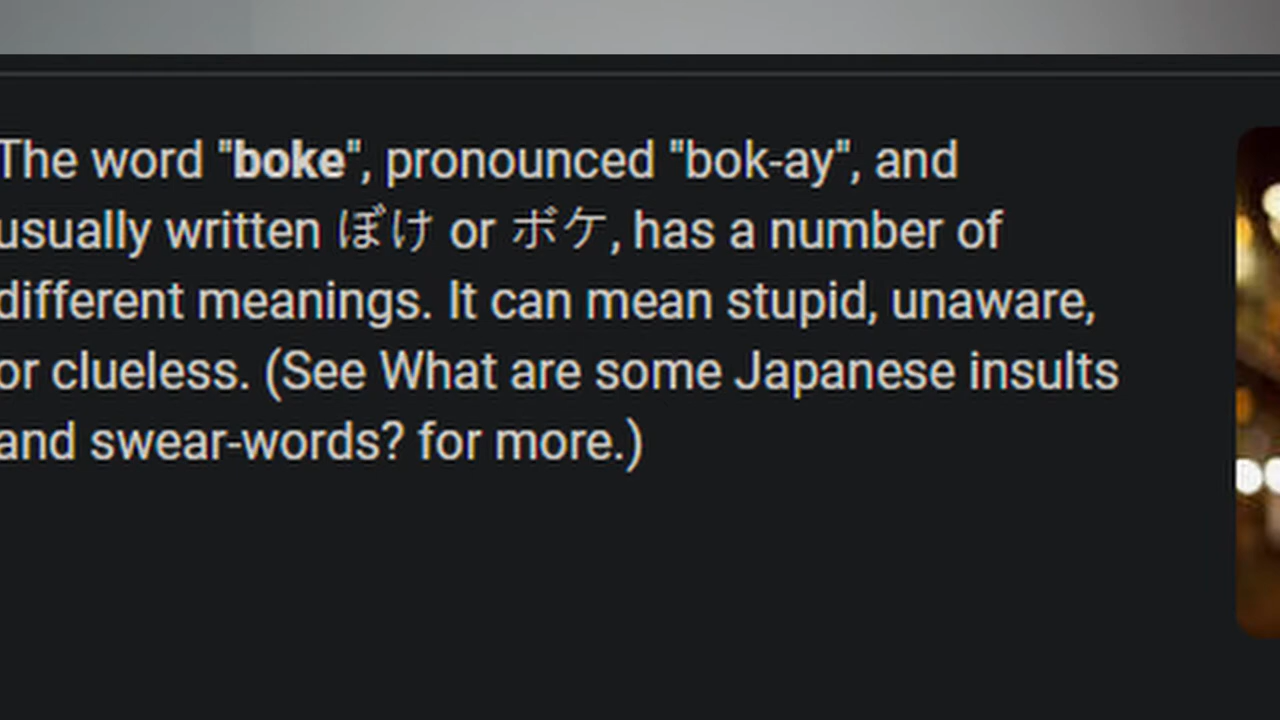 The word "boke", pronounced "bok-ay", and
usually written ぼけ or ボケ, has a number of
different meanings. It can mean stupid, unaware,
or clueless. (See What are some Japanese insults
and swear-words? for more.)